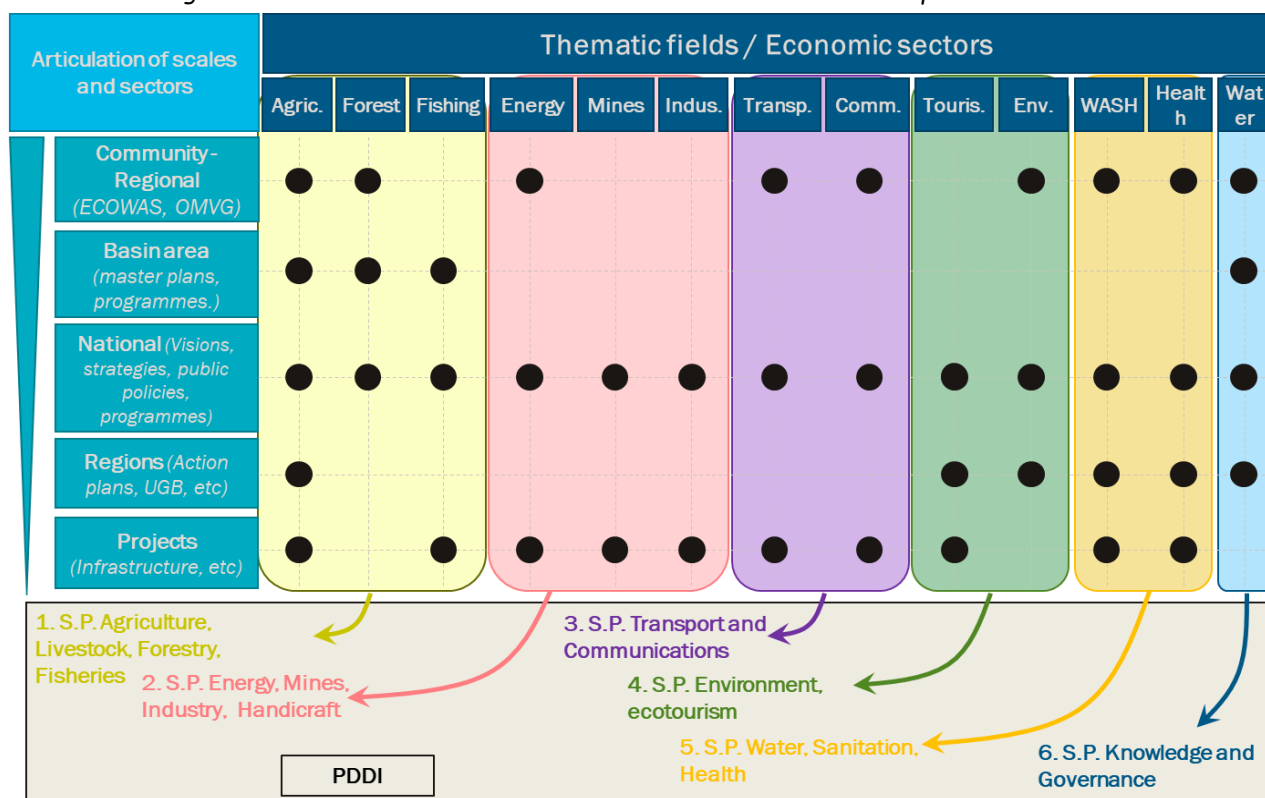 Thematic fields / Economic sectors
Articulation of scales
and sectors
Agric.
Forest
Fishing
Energy
Mines
Indus.
Transp.
Comm.
Touris.
Env.
WASH
Healt
h
Wat
er
Community-
Regional
(ECOWAS, OMVG)
Basin area
(master plans,
programmes.)
National (Visions,
strategies, public
policies,
programmes)
Regions (Action
plans, UGB, etc)
Projects
(Infrastructure, etc)
1. S.P. Agriculture,
Livestock, Forestry,
Fisheries
2. S.P. Energy, Mines,
Industry, Handicraft
3. S.P. Transport and
Communications
4. S.P. Environment,
ecotourism
5. S.P. Water, Sanitation,
Health
6. S.P. Knowledge and
Governance
PDDI